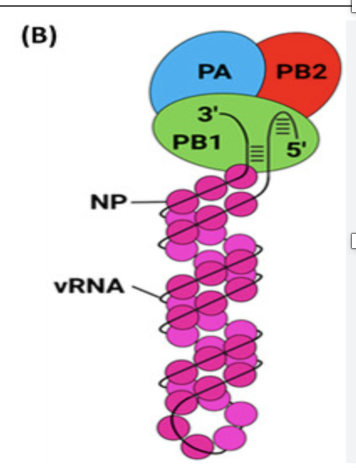 (B)
PA PB2
3'
PB1 5'
NP
vRNA